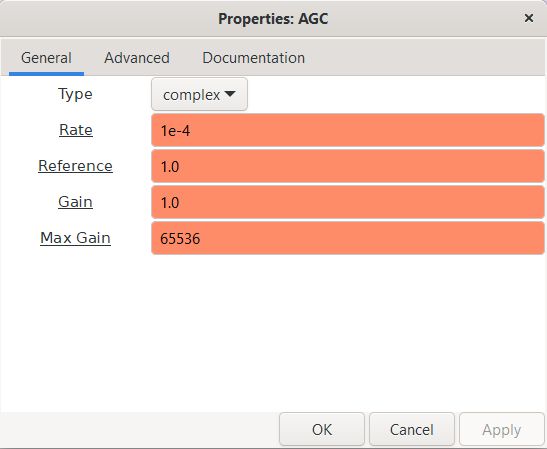 Properties: AGC ×
General Advanced Documentation
Type complex
Rate 1e-4
Reference 1.0
Gain 1.0
Max Gain 65536
OK Cancel Apply